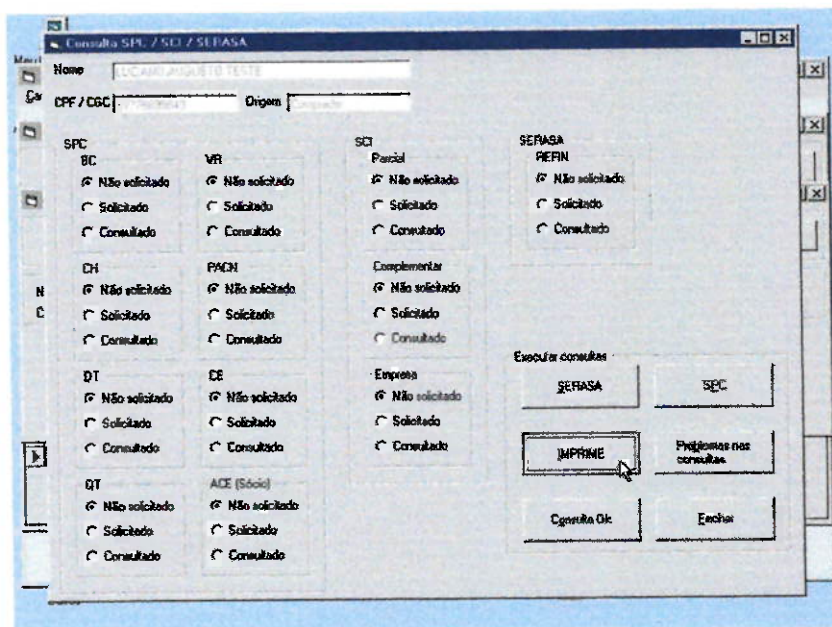 Consulta SPC / SCI / SERASA
Nome LUCANO AUGUSTO TESTE
CPF / CGC
Origem
SPC
SCI
SERASA
BC
VR
Parcial
REFIN
Não solicitado
Não solicitado
Não solicitado
Não solicitado
Solicitado
Solicitado
Solicitado
Solicitado
Consultado
Consultado
Consultado
Consultado
CH
PACH
Complementar
Não solicitado
Não solicitado
Não solicitado
Solicitado
Solicitado
Solicitado
Consultado
Consultado
Consultado
Executar consultas
DT
CE
Empresa
SERASA
SPC
Não solicitado
Não solicitado
Não solicitado
Solicitado
Solicitado
Solicitado
Consultado
Consultado
Consultado
IMPRIME
Problemas nas
consultas
QT
ACE (Sócio)
Não solicitado
Não solicitado
Solicitado
Solicitado
Consulta Ok
Fechar
Consultado
Consultado